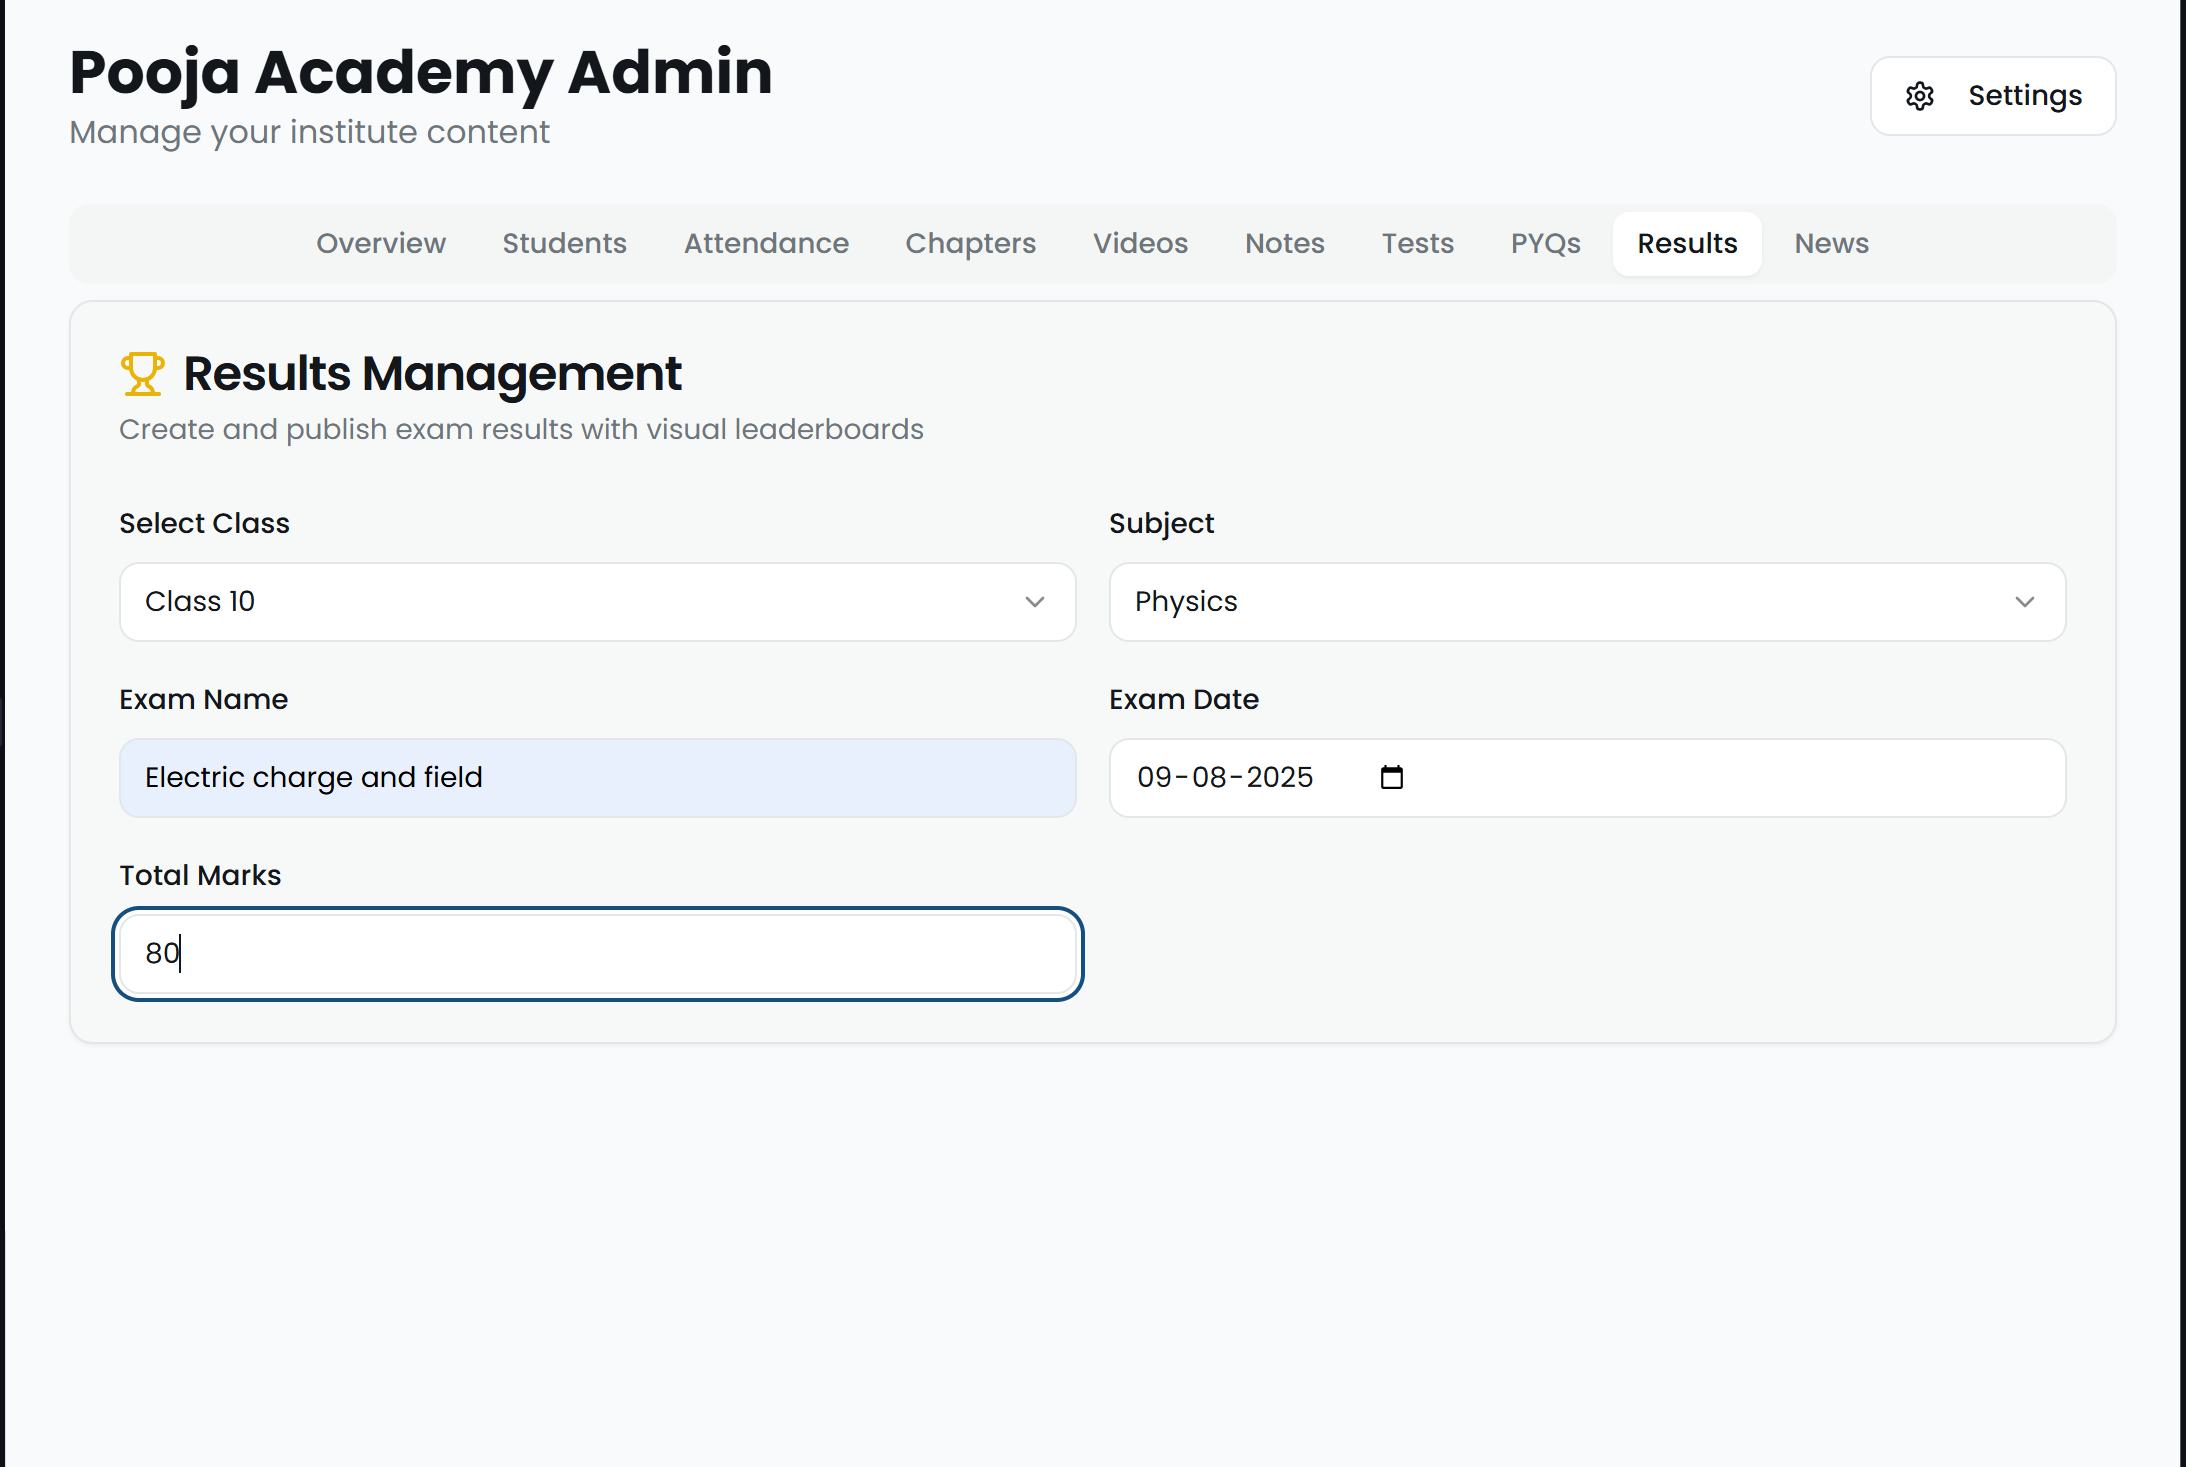 Pooja Academy Admin
Manage your institute content
Settings
Overview Students Attendance Chapters Videos Notes Tests PYQs Results News
Results Management
Create and publish exam results with visual leaderboards
Select Class
Class 10
Subject
Physics
Exam Name
Electric charge and field
Exam Date
09-08-2025
Total Marks
80